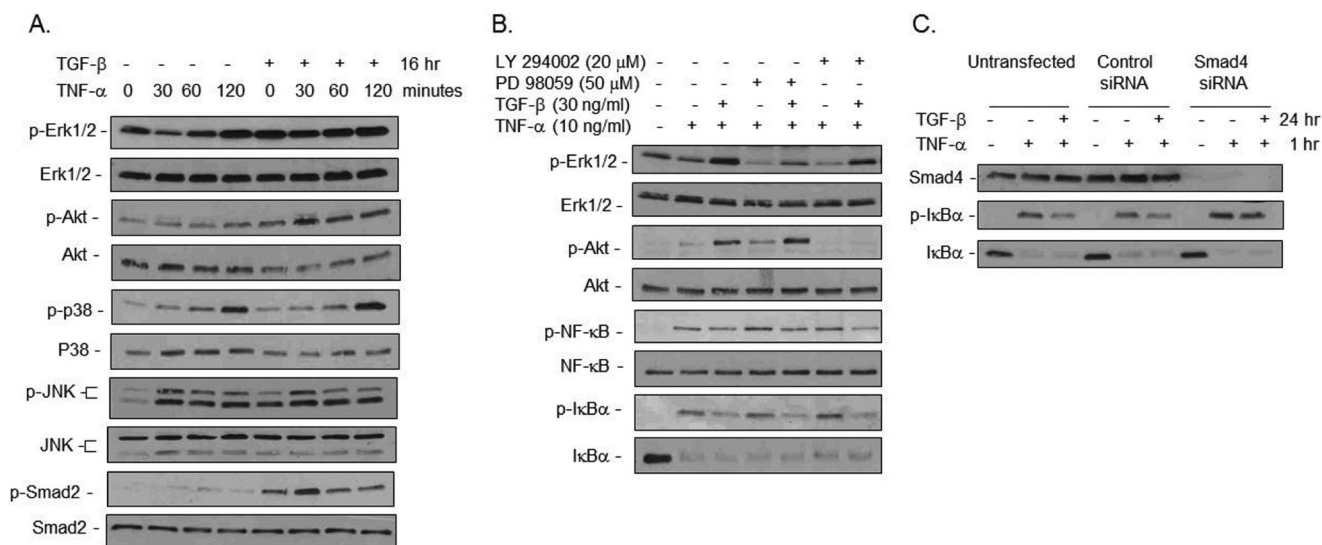 A.
TGF-β - - - - + + + + 16 hr
TNF-α 0 30 60 120 0 30 60 120 minutes
p-Erk1/2 -
Erk1/2 -
p-Akt -
Akt -
p-p38 -
P38 -
p-JNK -
JNK -
p-Smad2 -
Smad2 -
B.
LY 294002 (20 μM) - - - - - + +
PD 98059 (50 μM) - - - + + - -
TGF-β (30 ng/ml) - - + - + - +
TNF-α (10 ng/ml) - + + + + + +
p-Erk1/2 -
Erk1/2 -
p-Akt -
Akt -
p-NF-κB -
NF-κB -
p-IκBα -
IκBα -
C.
Untransfected Control siRNA Smad4 siRNA
TGF-β - - + - - + - - + 24 hr
TNF-α - + + - + + - + + 1 hr
Smad4 -
p-IκBα -
IκBα -